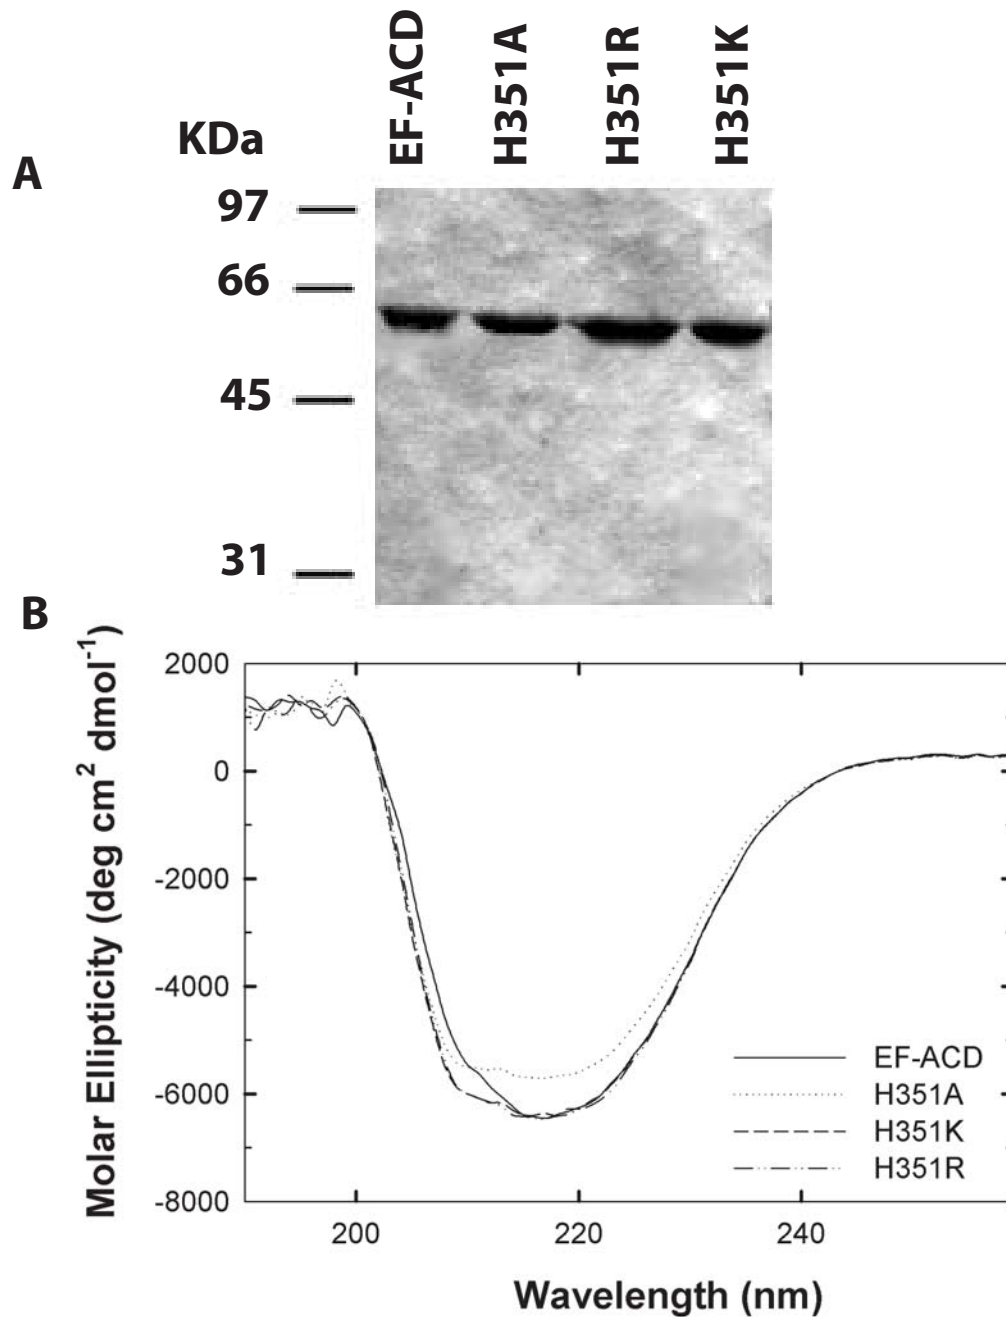 EF-ACD
H351A
H351R
H351K
KDa
A
97
66
45
31
B
Molar Ellipticity (deg cm² dmol⁻¹)
2000
0
-2000
-4000
-6000
-8000
EF-ACD
H351A
H351K
H351R
200
220
240
Wavelength (nm)